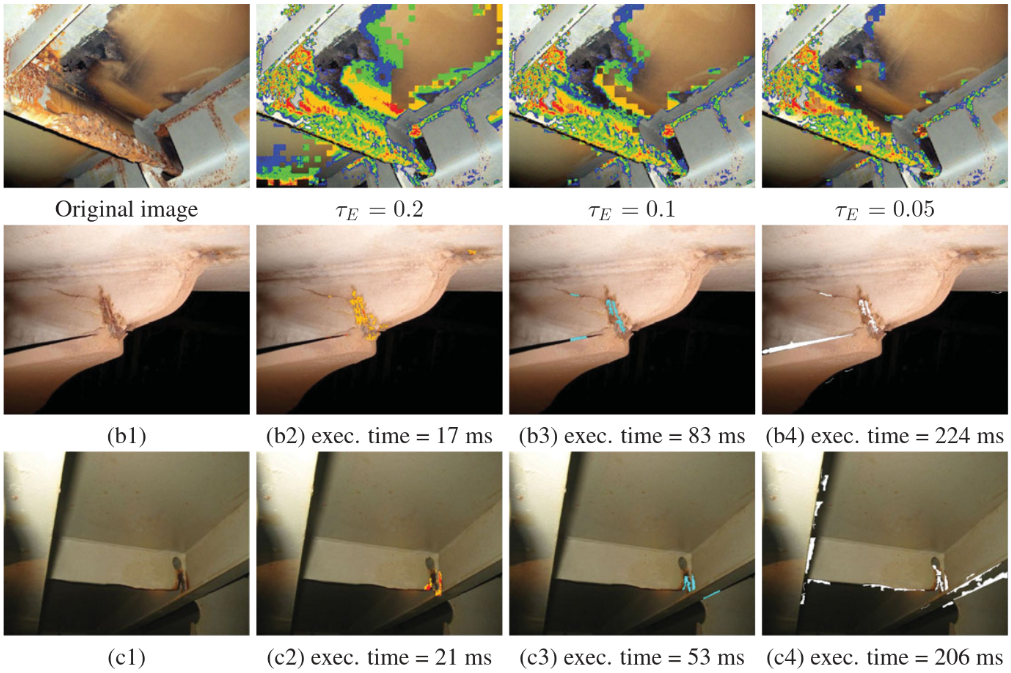 Original image
τ_E = 0.2
τ_E = 0.1
τ_E = 0.05
(b1)
(b2) exec. time = 17 ms
(b3) exec. time = 83 ms
(b4) exec. time = 224 ms
(c1)
(c2) exec. time = 21 ms
(c3) exec. time = 53 ms
(c4) exec. time = 206 ms